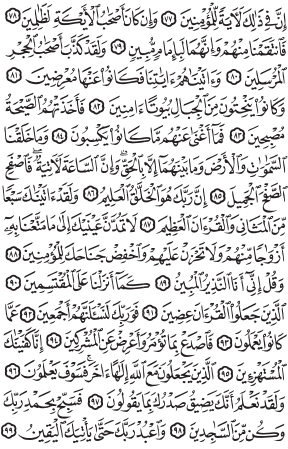 إِنَّ فِي ذَٰلِكَ لَآيَةً لِّلْمُؤْمِنِينَ ٧٧ وَإِن كَانَ أَصْحَابُ الْأَيْكَةِ لَظَالِمِينَ ٧٨
فَانتَقَمْنَا مِنْهُمْ وَإِنَّهُمَا لَبِإِمَامٍ مُّبِينٍ ٧٩ وَلَقَدْ كَذَّبَ أَصْحَابُ الْحِجْرِ
الْمُرْسَلِينَ ٨٠ وَآتَيْنَاهُمْ آيَاتِنَا فَكَانُوا عَنْهَا مُعْرِضِينَ ٨١
وَكَانُوا يَنْحِتُونَ مِنَ الْجِبَالِ بُيُوتًا آمِنِينَ ٨٢ فَأَخَذَتْهُمُ الصَّيْحَةُ
مُصْبِحِينَ ٨٣ فَمَا أَغْنَىٰ عَنْهُم مَّا كَانُوا يَكْسِبُونَ ٨٤ وَمَا خَلَقْنَا
السَّمَاوَاتِ وَالْأَرْضَ وَمَا بَيْنَهُمَا إِلَّا بِالْحَقِّ ۗ وَإِنَّ السَّاعَةَ لَآتِيَةٌ ۖ فَاصْفَحِ
الصَّفْحَ الْجَمِيلَ ٨٥ إِنَّ رَبَّكَ هُوَ الْخَلَّاقُ الْعَلِيمُ ٨٦ وَلَقَدْ آتَيْنَاكَ سَبْعًا
مِّنَ الْمَثَانِي وَالْقُرْآنَ الْعَظِيمَ ٨٧ لَا تَمُدَّنَّ عَيْنَيْكَ إِلَىٰ مَا مَتَّعْنَا بِهِ
أَزْوَاجًا مِّنْهُمْ وَلَا تَحْزَنْ عَلَيْهِمْ وَاخْفِضْ جَنَاحَكَ لِلْمُؤْمِنِينَ ٨٨
وَقُلْ إِنِّي أَنَا النَّذِيرُ الْمُبِينُ ٨٩ كَمَا أَنزَلْنَا عَلَى الْمُقْتَسِمِينَ ٩٠
الَّذِينَ جَعَلُوا الْقُرْآنَ عِضِينَ ٩١ فَوَرَبِّكَ لَنَسْأَلَنَّهُمْ أَجْمَعِينَ ٩٢ عَمَّا
كَانُوا يَعْمَلُونَ ٩٣ فَاصْدَعْ بِمَا تُؤْمَرُ وَأَعْرِضْ عَنِ الْمُشْرِكِينَ ٩٤ إِنَّا كَفَيْنَاكَ
الْمُسْتَهْزِئِينَ ٩٥ الَّذِينَ يَجْعَلُونَ مَعَ اللَّهِ إِلَٰهًا آخَرَ ۚ فَسَوْفَ يَعْلَمُونَ ٩٦
وَلَقَدْ نَعْلَمُ أَنَّكَ يَضِيقُ صَدْرُكَ بِمَا يَقُولُونَ ٩٧ فَسَبِّحْ بِحَمْدِ رَبِّكَ
وَكُن مِّنَ السَّاجِدِينَ ٩٨ وَاعْبُدْ رَبَّكَ حَتَّىٰ يَأْتِيَكَ الْيَقِينُ ٩٩